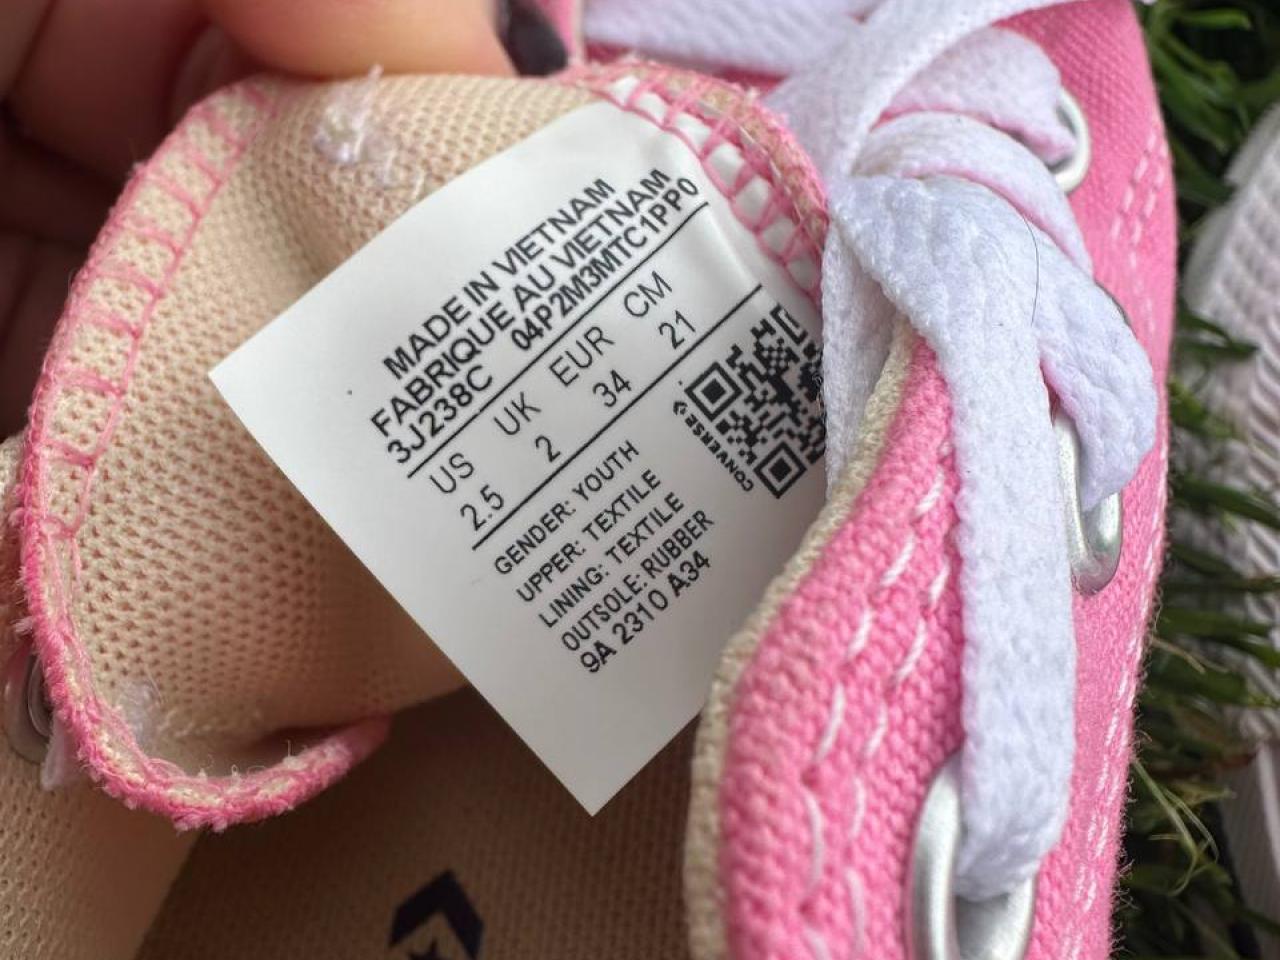 MADE IN VIETNAM
FABRIQUE AU VIETNAM
3J238C 04P2M3MTC1PP0
US UK EUR CM
2.5 2 34 21
GENDER: YOUTH
UPPER: TEXTILE
LINING: TEXTILE
OUTSOLE: RUBBER
9A 2310 A34
CONVERSE